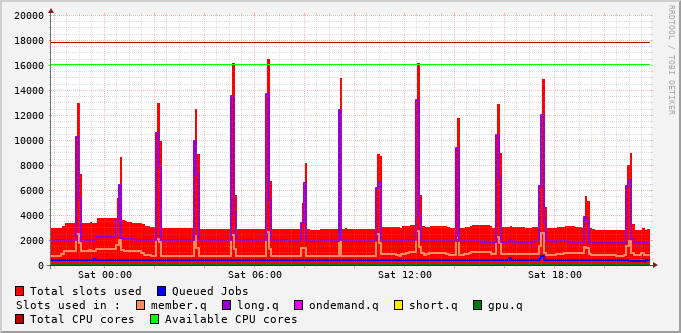 20000
18000
16000
14000
12000
10000
8000
6000
4000
2000
0
Sat 00:00 Sat 06:00 Sat 12:00 Sat 18:00
RRDTOOL / TOBI OETIKER
Total slots used Queued Jobs
Slots used in : member.q long.q ondemand.q short.q gpu.q
Total CPU cores Available CPU cores